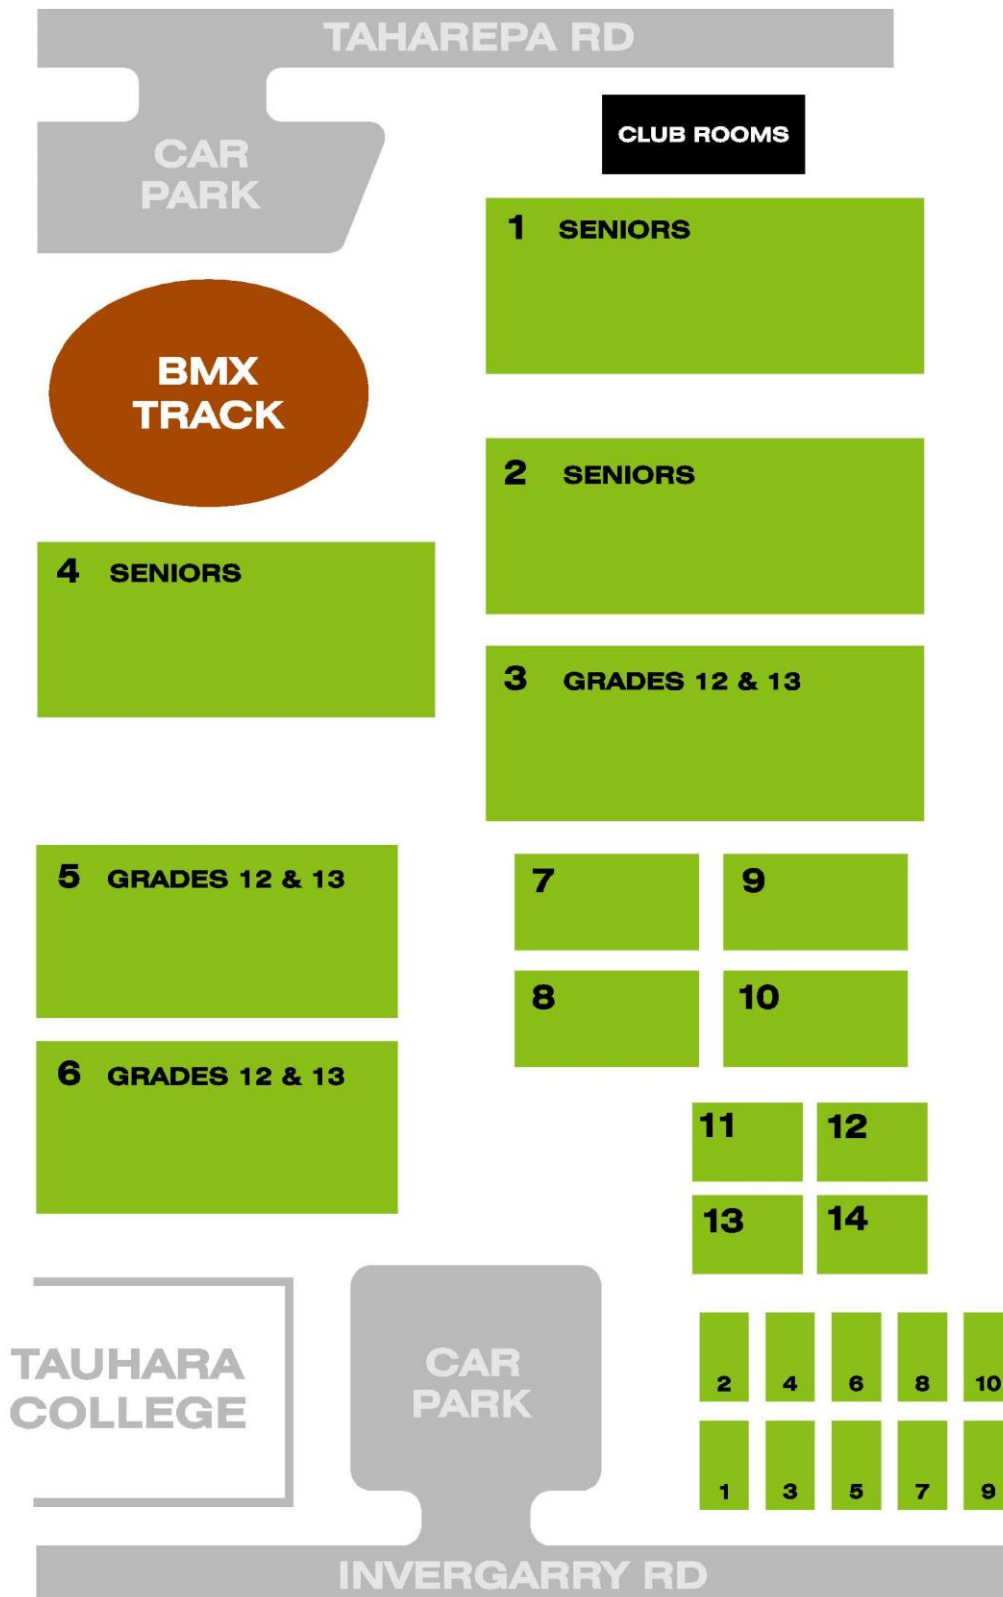 TAHAREPA RD
CAR
PARK
CLUB ROOMS
1 SENIORS
BMX
TRACK
2 SENIORS
4 SENIORS
3 GRADES 12 & 13
5 GRADES 12 & 13
7 9
8 10
6 GRADES 12 & 13
11 12
13 14
TAUHARA
COLLEGE
CAR
PARK
2 4 6 8 10
1 3 5 7 9
INVERGARRY RD